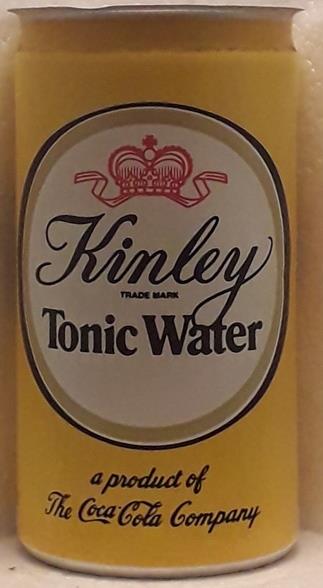 Kinley
TRADE MARK
Tonic Water
a product of
The Coca-Cola Company